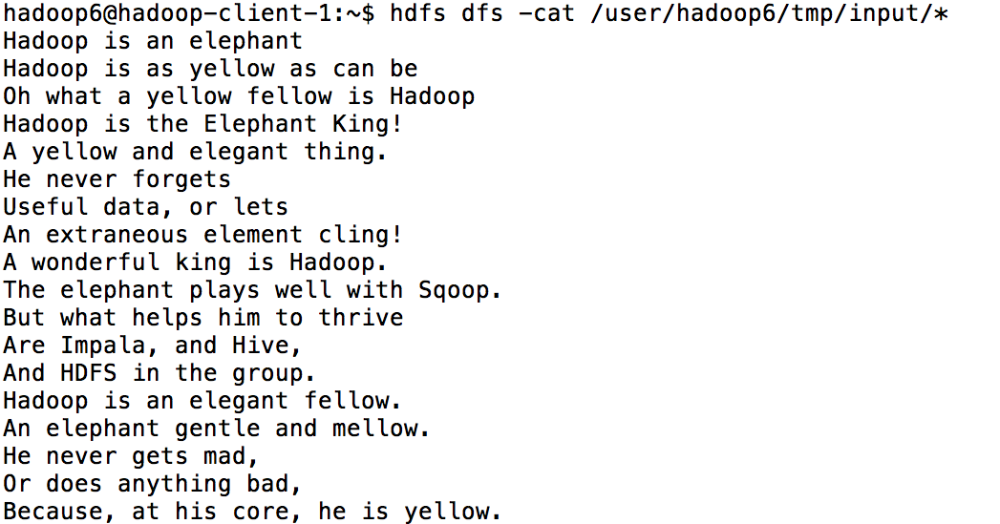 hadoop6@hadoop-client-1:~$ hdfs dfs -cat /user/hadoop6/tmp/input/*
Hadoop is an elephant
Hadoop is as yellow as can be
Oh what a yellow fellow is Hadoop
Hadoop is the Elephant King!
A yellow and elegant thing.
He never forgets
Useful data, or lets
An extraneous element cling!
A wonderful king is Hadoop.
The elephant plays well with Sqoop.
But what helps him to thrive
Are Impala, and Hive,
And HDFS in the group.
Hadoop is an elegant fellow.
An elephant gentle and mellow.
He never gets mad,
Or does anything bad,
Because, at his core, he is yellow.